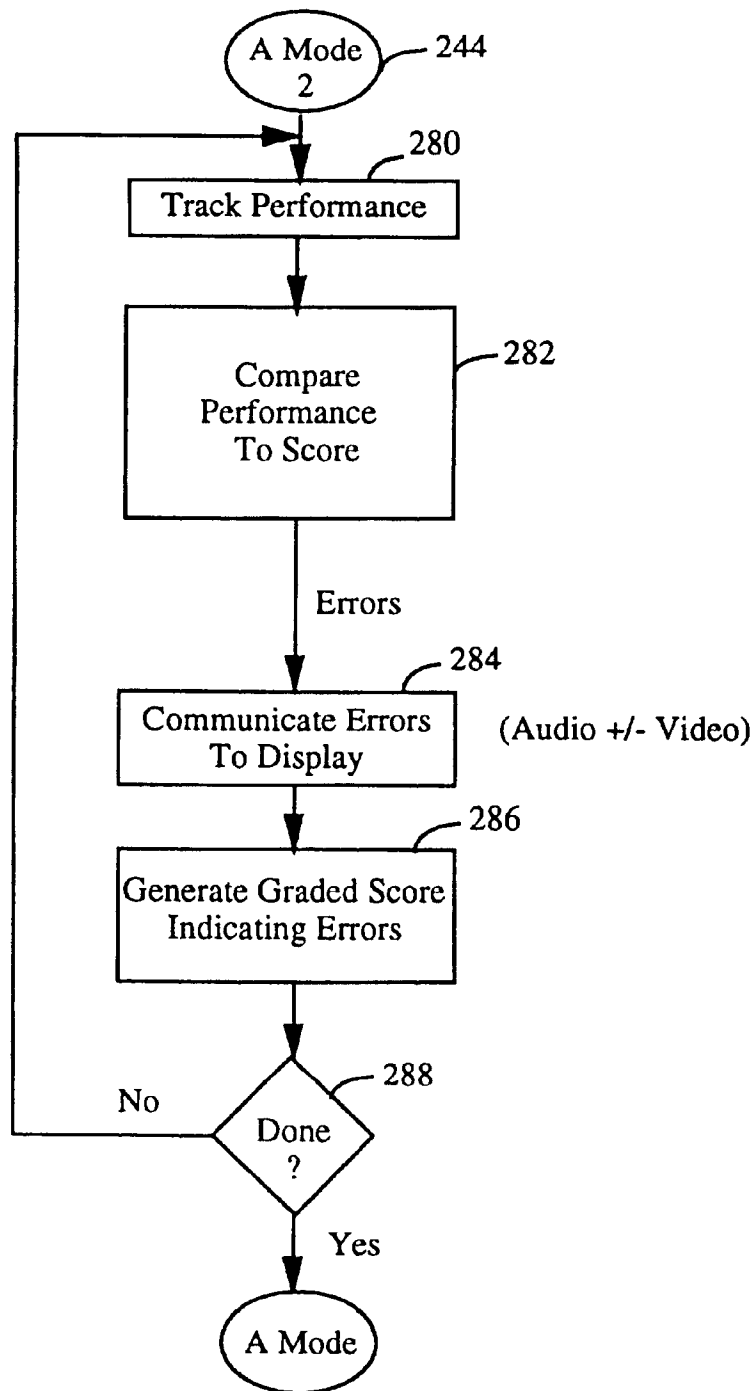 A Mode
2
244
280
Track Performance
282
Compare
Performance
To Score
Errors
284
Communicate Errors
To Display
(Audio +/- Video)
286
Generate Graded Score
Indicating Errors
288
No
Done
?
Yes
A Mode